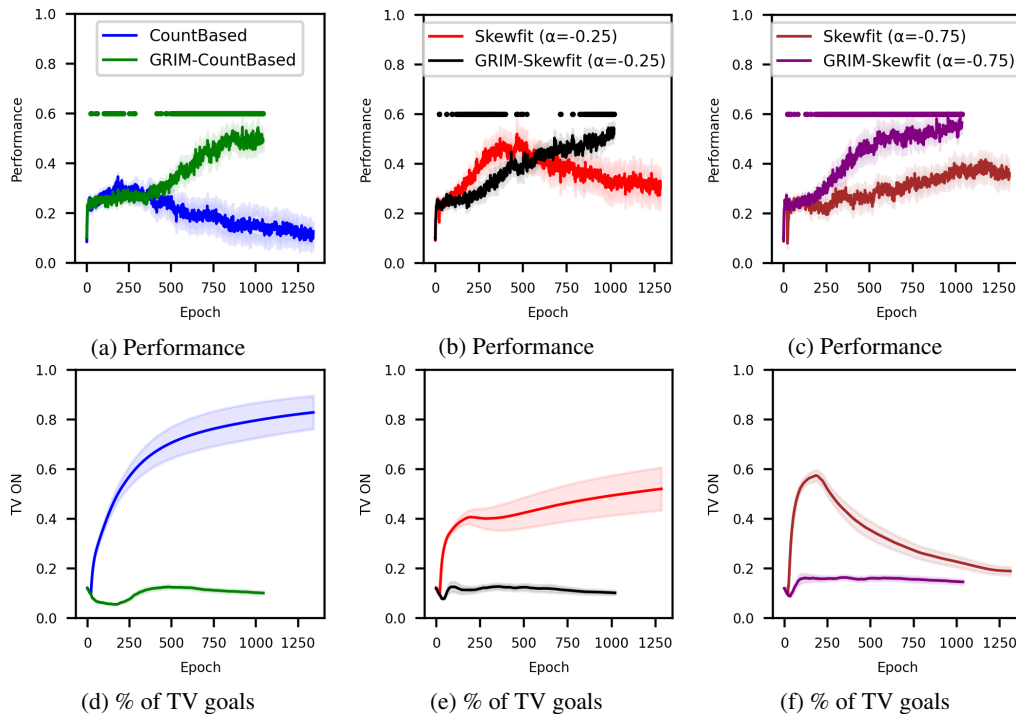 1.0
0.8
0.6
0.4
0.2
0.0
Performance
CountBased
GRIM-CountBased
0 250 500 750 1000 1250
Epoch
(a) Performance
1.0
0.8
0.6
0.4
0.2
0.0
Performance
Skewfit (α=-0.25)
GRIM-Skewfit (α=-0.25)
0 250 500 750 1000 1250
Epoch
(b) Performance
1.0
0.8
0.6
0.4
0.2
0.0
Performance
Skewfit (α=-0.75)
GRIM-Skewfit (α=-0.75)
0 250 500 750 1000 1250
Epoch
(c) Performance
1.0
0.8
0.6
0.4
0.2
0.0
TV ON
0 250 500 750 1000 1250
Epoch
(d) % of TV goals
1.0
0.8
0.6
0.4
0.2
0.0
TV ON
0 250 500 750 1000 1250
Epoch
(e) % of TV goals
1.0
0.8
0.6
0.4
0.2
0.0
TV ON
0 250 500 750 1000 1250
Epoch
(f) % of TV goals